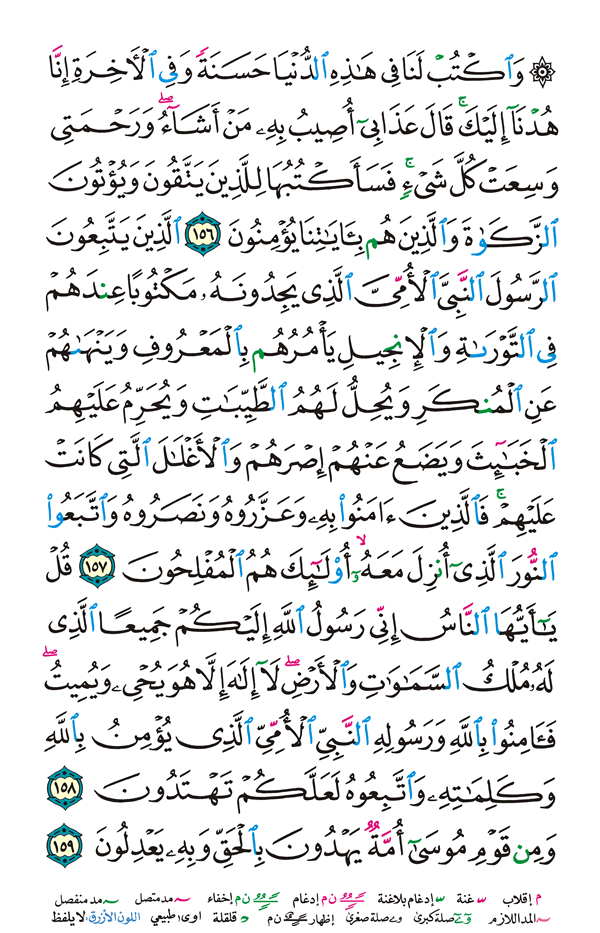 ۞ وَٱكۡتُبۡ لَنَا فِي هَٰذِهِ ٱلدُّنۡيَا حَسَنَةٗ وَفِي ٱلۡأٓخِرَةِ إِنَّا
هُدۡنَآ إِلَيۡكَۚ قَالَ عَذَابِيٓ أُصِيبُ بِهِۦ مَنۡ أَشَآءُۖ وَرَحۡمَتِي
وَسِعَتۡ كُلَّ شَيۡءٖۚ فَسَأَكۡتُبُهَا لِلَّذِينَ يَتَّقُونَ وَيُؤۡتُونَ
ٱلزَّكَوٰةَ وَٱلَّذِينَ هُم بِـَٔايَٰتِنَا يُؤۡمِنُونَ ١٥٦ ٱلَّذِينَ يَتَّبِعُونَ
ٱلرَّسُولَ ٱلنَّبِيَّ ٱلۡأُمِّيَّ ٱلَّذِي يَجِدُونَهُۥ مَكۡتُوبًا عِندَهُمۡ
فِي ٱلتَّوۡرَىٰةِ وَٱلۡإِنجِيلِ يَأۡمُرُهُم بِٱلۡمَعۡرُوفِ وَيَنۡهَىٰهُمۡ
عَنِ ٱلۡمُنكَرِ وَيُحِلُّ لَهُمُ ٱلطَّيِّبَٰتِ وَيُحَرِّمُ عَلَيۡهِمُ
ٱلۡخَبَٰٓئِثَ وَيَضَعُ عَنۡهُمۡ إِصۡرَهُمۡ وَٱلۡأَغۡلَٰلَ ٱلَّتِي كَانَتۡ
عَلَيۡهِمۡۚ فَٱلَّذِينَ ءَامَنُواْ بِهِۦ وَعَزَّرُوهُ وَنَصَرُوهُ وَٱتَّبَعُواْ
ٱلنُّورَ ٱلَّذِيٓ أُنزِلَ مَعَهُۥٓ أُوْلَٰٓئِكَ هُمُ ٱلۡمُفۡلِحُونَ ١٥٧ قُلۡ
يَٰٓأَيُّهَا ٱلنَّاسُ إِنِّي رَسُولُ ٱللَّهِ إِلَيۡكُمۡ جَمِيعًا ٱلَّذِي
لَهُۥ مُلۡكُ ٱلسَّمَٰوَٰتِ وَٱلۡأَرۡضِۖ لَآ إِلَٰهَ إِلَّا هُوَ يُحۡيِۦ وَيُمِيتُۖ
فَـَٔامِنُواْ بِٱللَّهِ وَرَسُولِهِ ٱلنَّبِيِّ ٱلۡأُمِّيِّ ٱلَّذِي يُؤۡمِنُ بِٱللَّهِ
وَكَلِمَٰتِهِۦ وَٱتَّبِعُوهُ لَعَلَّكُمۡ تَهۡتَدُونَ ١٥٨
وَمِن قَوۡمِ مُوسَىٰٓ أُمَّةٞ يَهۡدُونَ بِٱلۡحَقِّ وَبِهِۦ يَعۡدِلُونَ ١٥٩
م إقلاب غنة إدغام بلاغنة ن م إدغام ن م إخفاء مد متصل مد منفصل
المد اللازم صلة كبرى صلة صغرى إظهار ن م قلقلة اوى: طبيعي اللون الأزرق: لا يلفظ